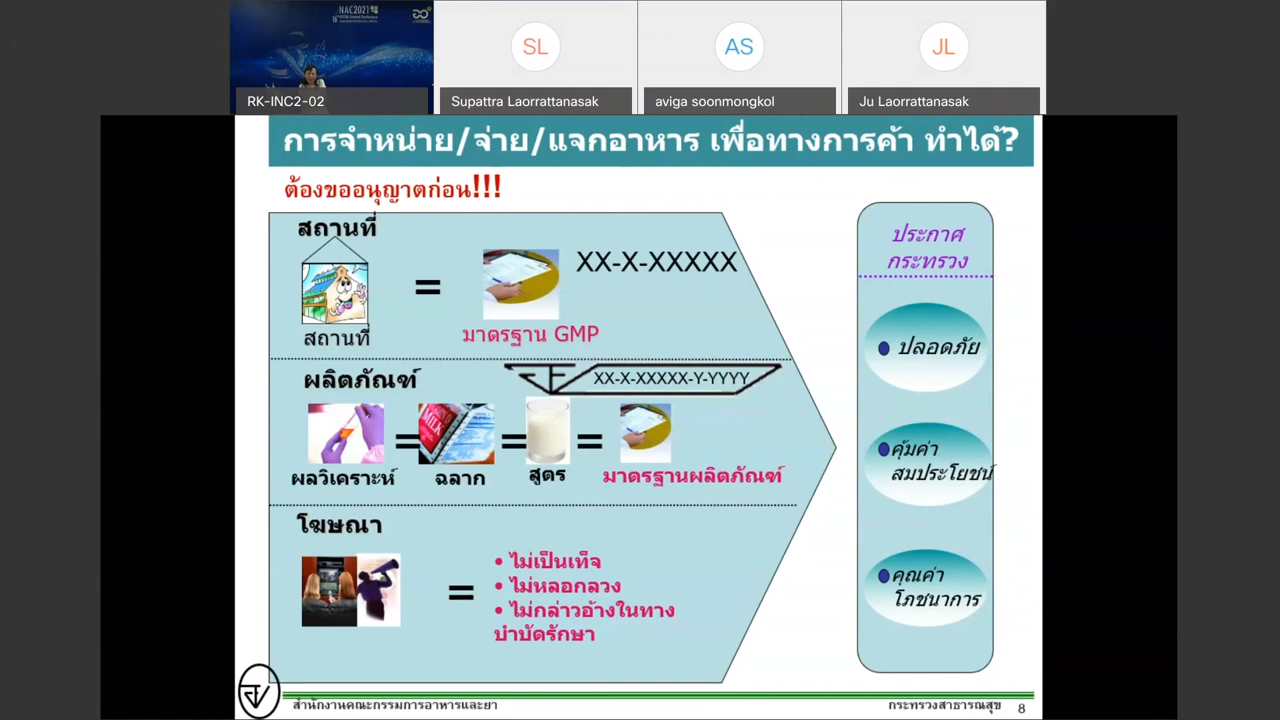 NAC2021
RK-INC2-02
SL
Supattra Laorrattanasak
AS
aviga soonmongkol
JL
Ju Laorrattanasak
การจำหน่าย/จ่าย/แจกอาหาร เพื่อทางการค้า ทำได้?
ต้องขออนุญาตก่อน!!!
สถานที่
สถานที่
=
XX-X-XXXXX
มาตรฐาน GMP
ผลิตภัณฑ์
XX-X-XXXXX-Y-YYYY
MILK
= = =
ผลวิเคราะห์
ฉลาก
สูตร
มาตรฐานผลิตภัณฑ์
โฆษณา
=
• ไม่เป็นเท็จ
• ไม่หลอกลวง
• ไม่กล่าวอ้างในทาง
บำบัดรักษา
ประกาศ
กระทรวง
ปลอดภัย
คุ้มค่า
สมประโยชน์
คุณค่า
โภชนาการ
สำนักงานคณะกรรมการอาหารและยา
กระทรวงสาธารณสุข 8